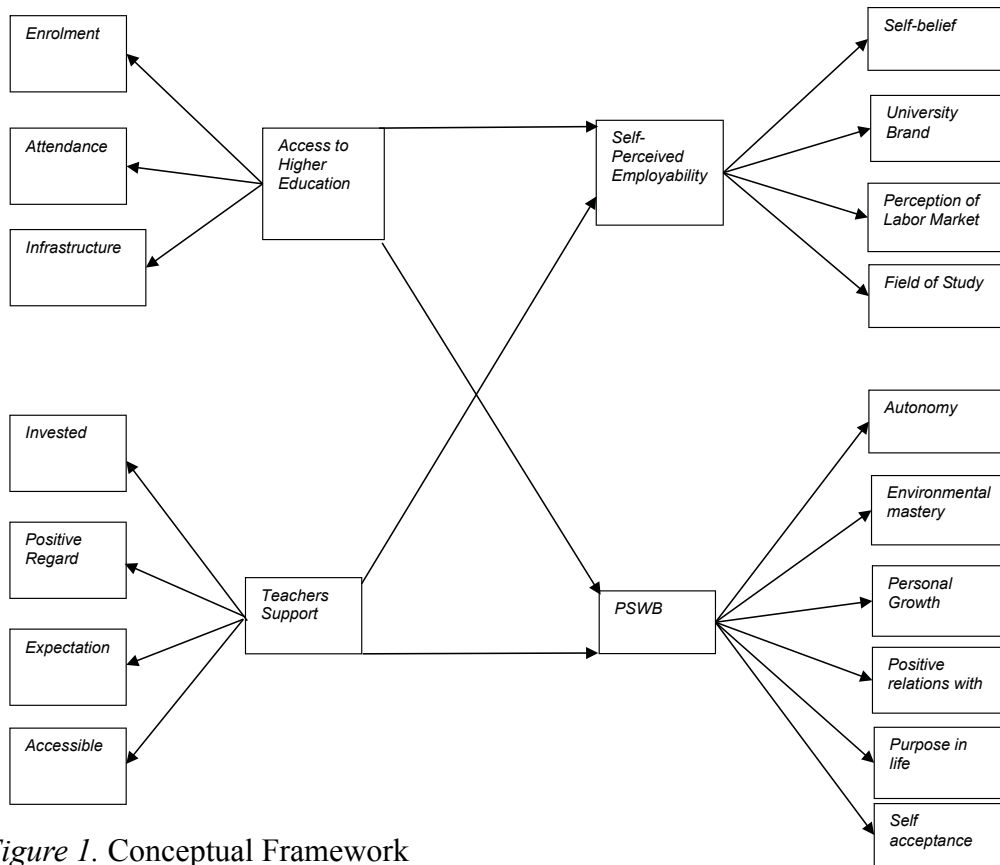 Enrolment
Attendance
Infrastructure
Access to
Higher
Education
Self-
Perceived
Employability
Self-belief
University
Brand
Perception of
Labor Market
Field of Study
Invested
Positive
Regard
Expectation
Accessible
Teachers
Support
PSWB
Autonomy
Environmental
mastery
Personal
Growth
Positive
relations with
Purpose in
life
Self
acceptance
igure 1. Conceptual Framework